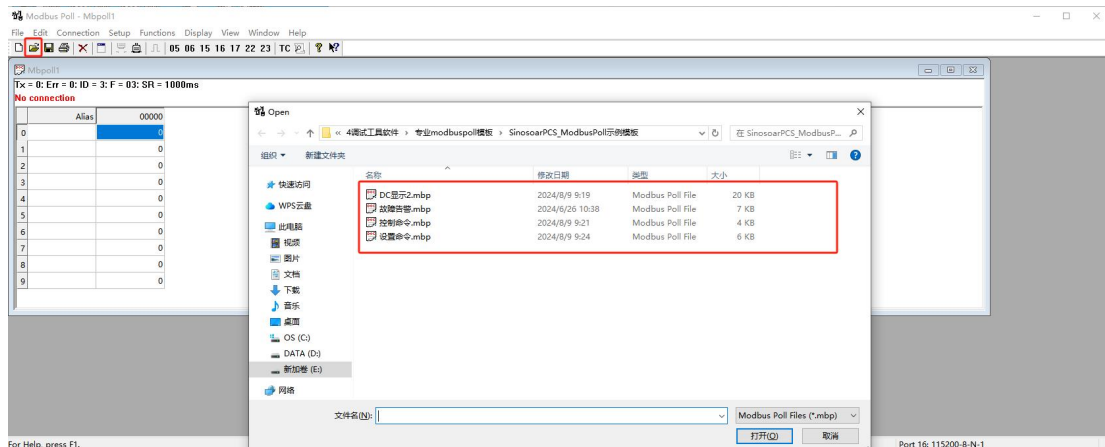 Modbus Poll - Mbpoll1
File Edit Connection Setup Functions Display View Window Help
05 06 15 16 17 22 23 TC
Mbpoll1
Tx = 0: Err = 0: ID = 3: F = 03: SR = 1000ms
No connection
Alias 00000
0 0
1 0
2 0
3 0
4 0
5 0
6 0
7 0
8 0
9 0
Open
« 4调试工具软件 › 专业modbuspoll模板 › SinosoarPCS_ModbusPoll示例模板
在 SinosoarPCS_ModbusP...
组织 新建文件夹
名称 修改日期 类型 大小
DC显示2.mbp 2024/8/9 9:19 Modbus Poll File 20 KB
故障告警.mbp 2024/6/26 10:38 Modbus Poll File 7 KB
控制命令.mbp 2024/8/9 9:21 Modbus Poll File 4 KB
设置命令.mbp 2024/8/9 9:24 Modbus Poll File 6 KB
快速访问
WPS云盘
此电脑
视频
图片
文档
下载
音乐
桌面
OS (C:)
DATA (D:)
新加卷 (E:)
网络
文件名(N):
Modbus Poll Files (*.mbp)
打开(O) 取消
For Help, press F1.
Port 16: 115200-8-N-1